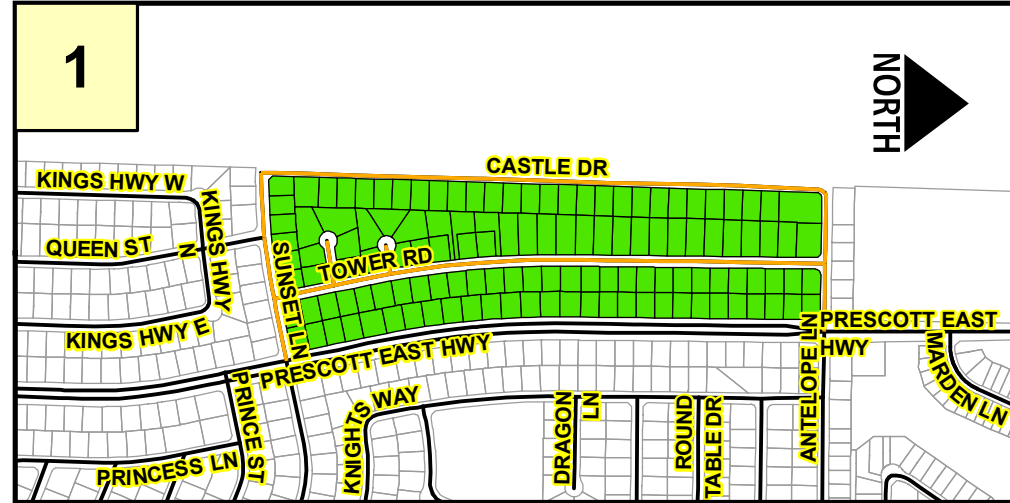 1
NORTH
CASTLE DR
KINGS HWY W
KINGS HWY
N
QUEEN ST
SUNSET LN
TOWER RD
KINGS HWY E
PRESCOTT EAST
HWY
PRESCOTT EAST HWY
ANTELOPE LN
MARDEN LN
PRINCE ST
KNIGHTS WAY
DRAGON
LN
ROUND
TABLE DR
PRINCESS LN